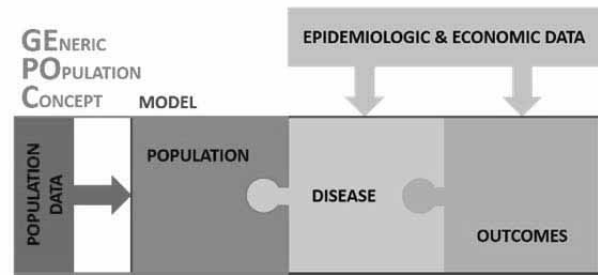 GENERIC
POPULATION
CONCEPT
EPIDEMIOLOGIC & ECONOMIC DATA
MODEL
POPULATION
DATA
POPULATION
DISEASE
OUTCOMES